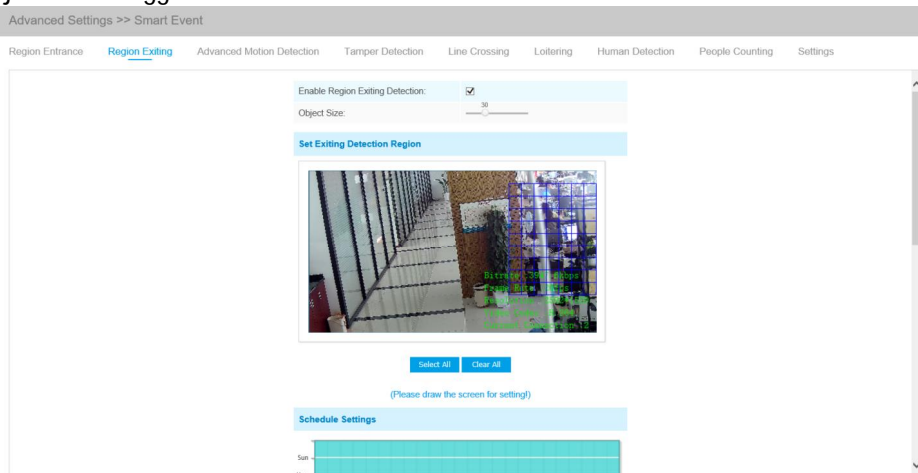 Advanced Settings >> Smart Event
Region Entrance Region Exiting Advanced Motion Detection Tamper Detection Line Crossing Loitering Human Detection People Counting Settings
Enable Region Exiting Detection:
Object Size: 30
Set Exiting Detection Region
Bitrate
Select All Clear All
(Please draw the screen for setting!)
Schedule Settings
Sun